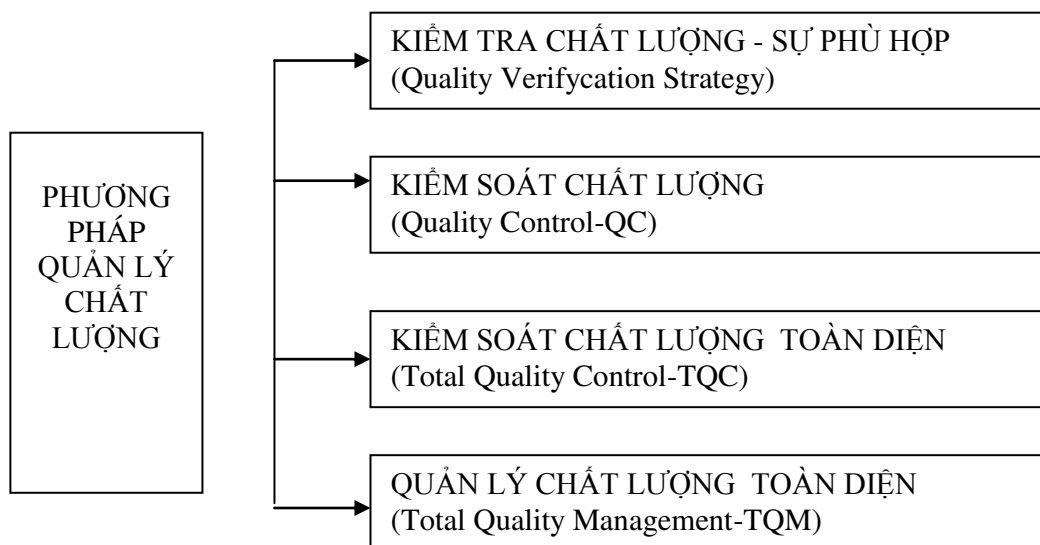 PHƯƠNG
PHÁP
QUẢN LÝ
CHẤT
LƯỢNG
KIỂM TRA CHẤT LƯỢNG - SỰ PHÙ HỢP
(Quality Verifycation Strategy)
KIỂM SOÁT CHẤT LƯỢNG
(Quality Control-QC)
KIỂM SOÁT CHẤT LƯỢNG TOÀN DIỆN
(Total Quality Control-TQC)
QUẢN LÝ CHẤT LƯỢNG TOÀN DIỆN
(Total Quality Management-TQM)